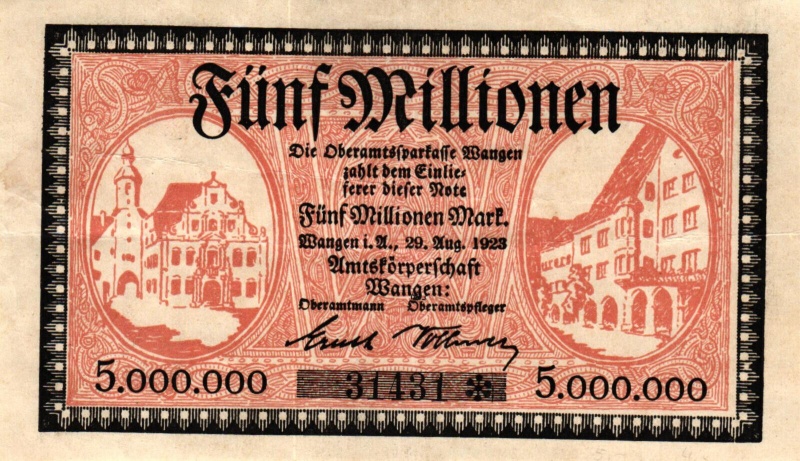 Fünf Millionen
Die Oberamtssparkasse Wangen
zahlt dem Einlie-
ferer dieser Note
Fünf Millionen Mark.
Wangen i. A., 29. Aug. 1923
Amtskörperschaft
Wangen:
Oberamtmann Oberamtspfleger
5.000.000 31431 * 5.000.000